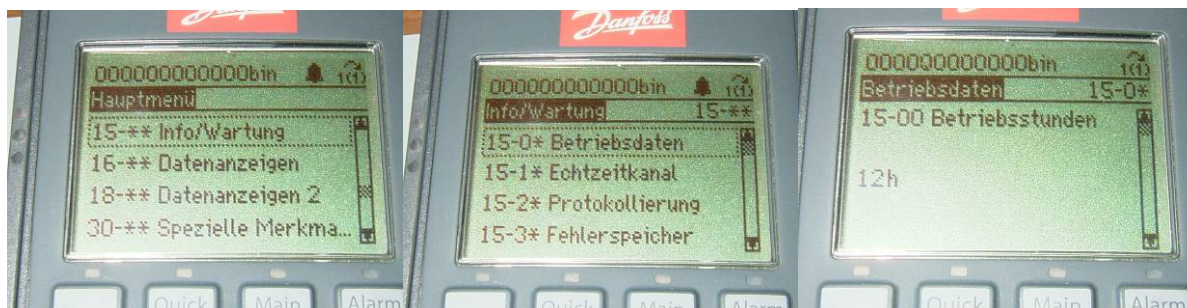 Danfoss
000000000000bin 1(1)
Hauptmenü
15-** Info/Wartung
16-** Datenanzeigen
18-** Datenanzeigen 2
30-** Spezielle Merkma...
Quick Main Alarm
Danfoss
000000000000bin 1(1)
Info/Wartung 15-**
15-0* Betriebsdaten
15-1* Echtzeitkanal
15-2* Protokollierung
15-3* Fehlerspeicher
Quick Main Alarm
000000000000bin 1(1)
Betriebsdaten 15-0*
15-00 Betriebsstunden
12h
Quick Main Alarm